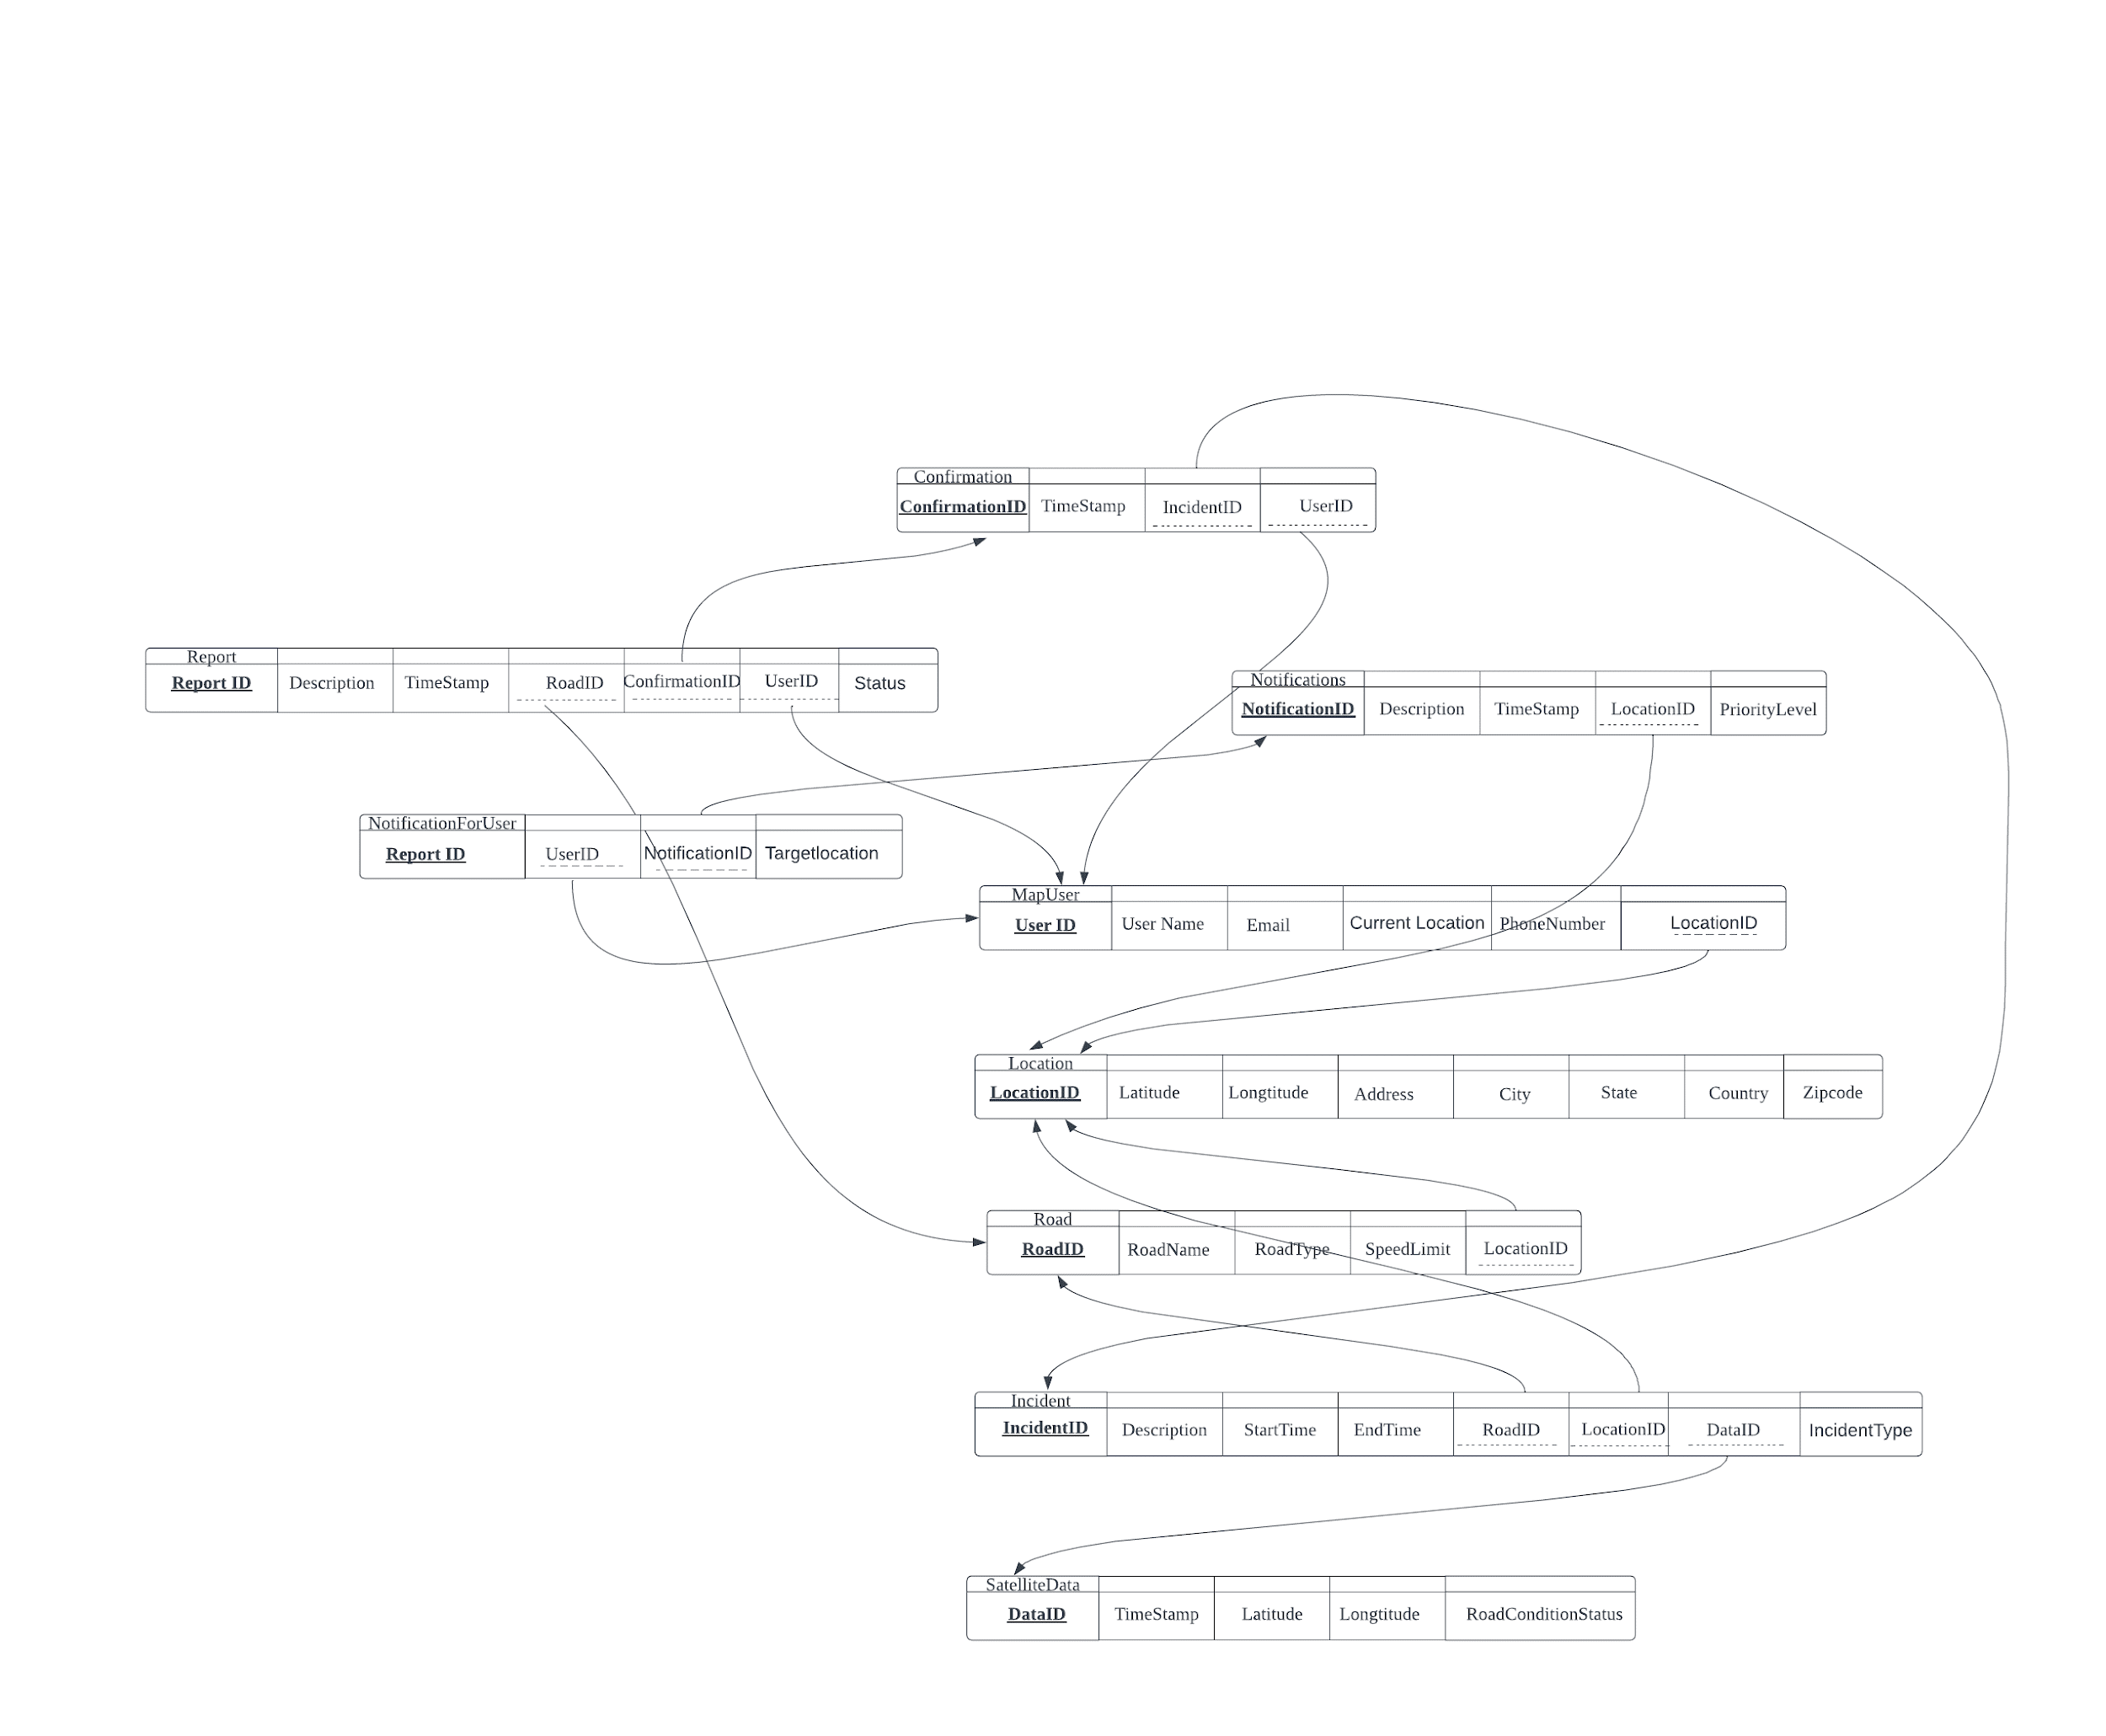 Confirmation
ConfirmationID TimeStamp IncidentID UserID
Report
Report ID Description TimeStamp RoadID ConfirmationID UserID Status
Notifications
NotificationID Description TimeStamp LocationID PriorityLevel
NotificationForUser
Report ID UserID NotificationID Targetlocation
MapUser
User ID User Name Email Current Location PhoneNumber LocationID
Location
LocationID Latitude Longtitude Address City State Country Zipcode
Road
RoadID RoadName RoadType SpeedLimit LocationID
Incident
IncidentID Description StartTime EndTime RoadID LocationID DataID IncidentType
SatelliteData
DataID TimeStamp Latitude Longtitude RoadConditionStatus